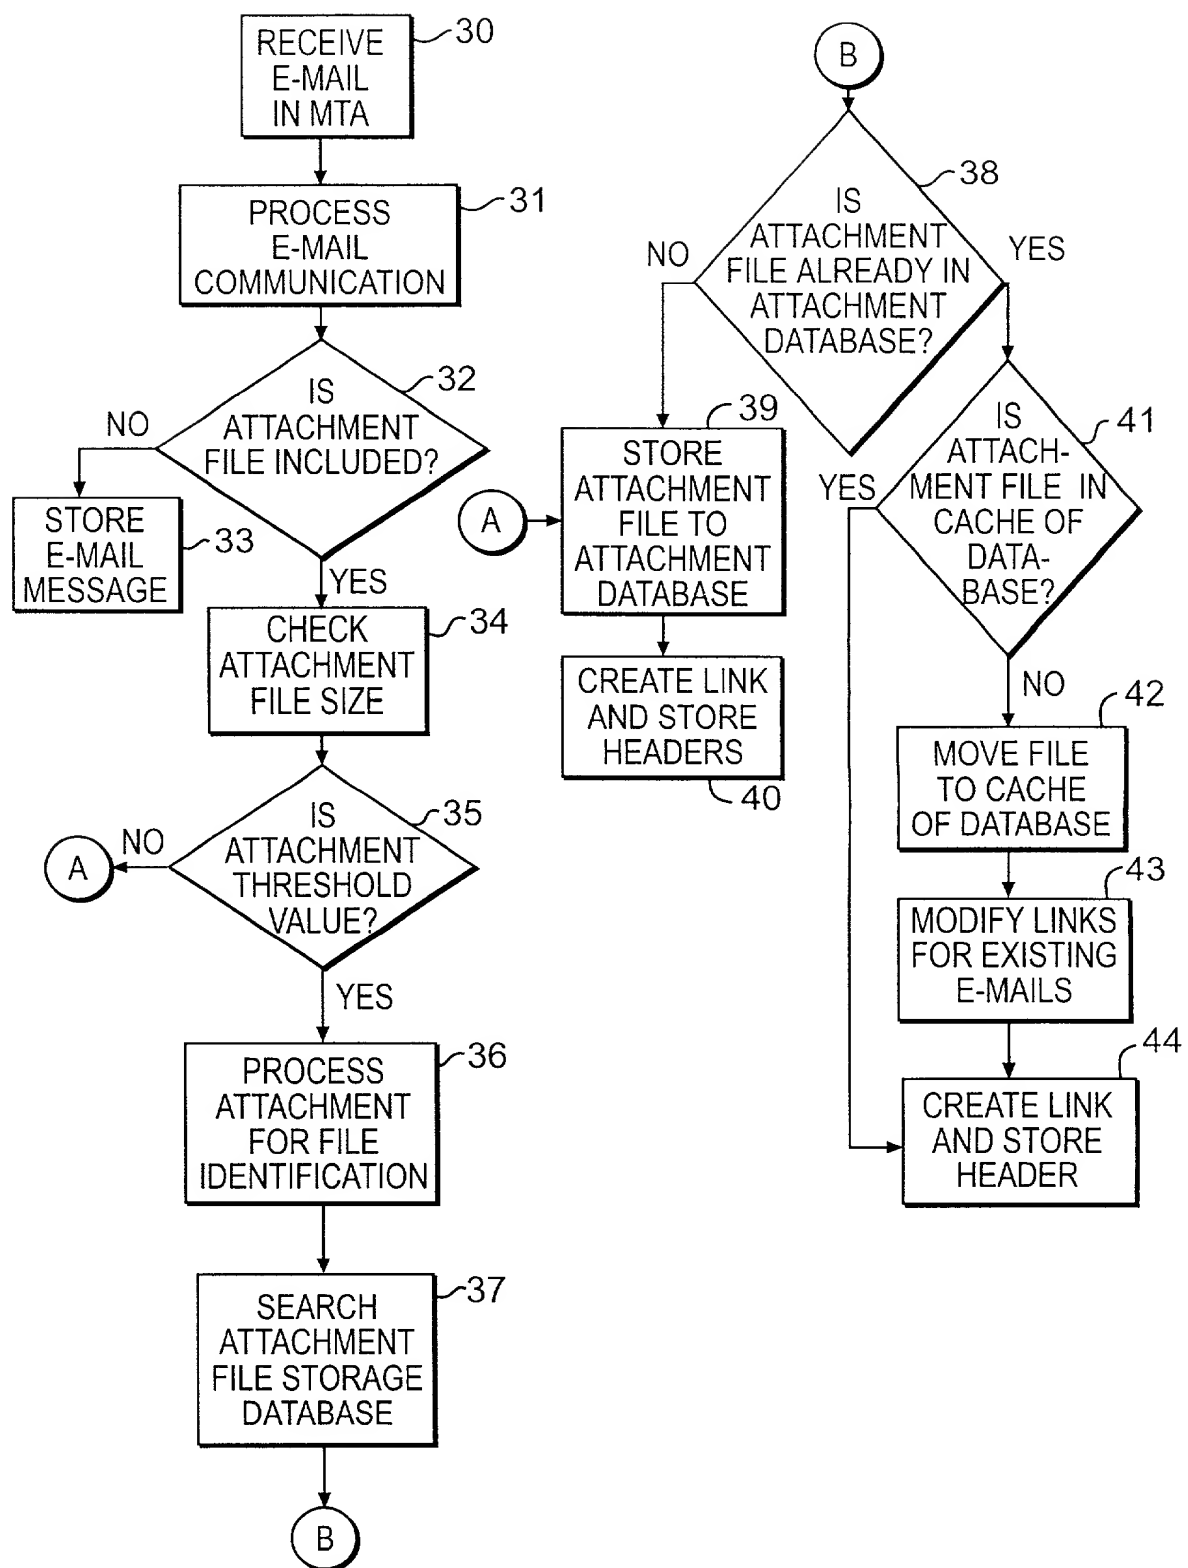 30
RECEIVE
E-MAIL
IN MTA
31
PROCESS
E-MAIL
COMMUNICATION
32
IS
ATTACHMENT
FILE INCLUDED?
NO
YES
33
STORE
E-MAIL
MESSAGE
34
CHECK
ATTACHMENT
FILE SIZE
35
IS
ATTACHMENT
THRESHOLD
VALUE?
NO
A
YES
36
PROCESS
ATTACHMENT
FOR FILE
IDENTIFICATION
37
SEARCH
ATTACHMENT
FILE STORAGE
DATABASE
B
B
38
IS
ATTACHMENT
FILE ALREADY IN
ATTACHMENT
DATABASE?
NO
YES
39
STORE
ATTACHMENT
FILE TO
ATTACHMENT
DATABASE
A
CREATE LINK
AND STORE
HEADERS
40
41
IS
ATTACH-
MENT FILE IN
CACHE OF
DATA-
BASE?
YES
NO
42
MOVE FILE
TO CACHE
OF DATABASE
43
MODIFY LINKS
FOR EXISTING
E-MAILS
44
CREATE LINK
AND STORE
HEADER